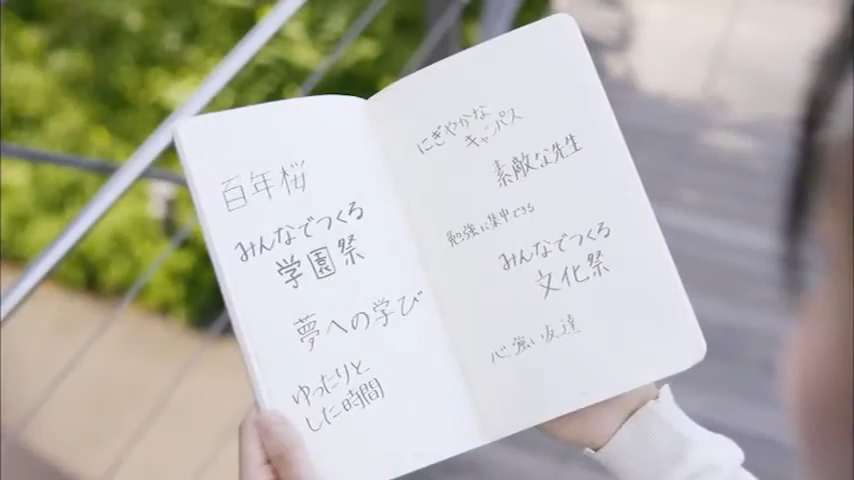 百年桜
みんなでつくる
学園祭
夢への学び
ゆったりと
した時間
にぎやかな
キャンパス
素敵な先生
勉強に集中できる
みんなでつくる
文化祭
心強い友達